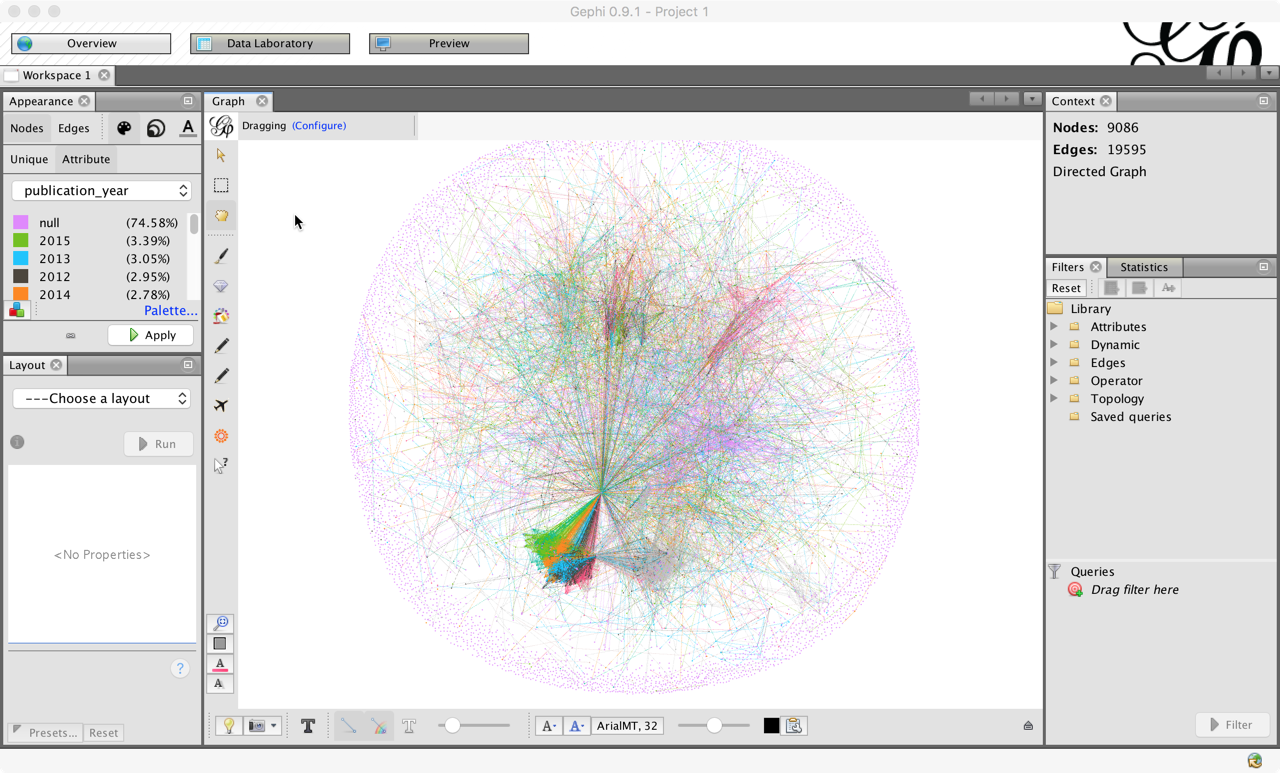 Gephi 0.9.1 - Project 1
Overview
Data Laboratory
Preview
Workspace 1
Appearance
Nodes
Edges
A
Unique
Attribute
publication_year
null (74.58%)
2015 (3.39%)
2013 (3.05%)
2012 (2.95%)
2014 (2.78%)
Palette...
Apply
Layout
---Choose a layout
Run
<No Properties>
?
Presets...
Reset
Graph
Dragging (Configure)
?
A
A
T
T
A-
A-
ArialMT, 32
Context
Nodes: 9086
Edges: 19595
Directed Graph
Filters
Statistics
Reset
A+
Library
Attributes
Dynamic
Edges
Operator
Topology
Saved queries
Queries
Drag filter here
Filter